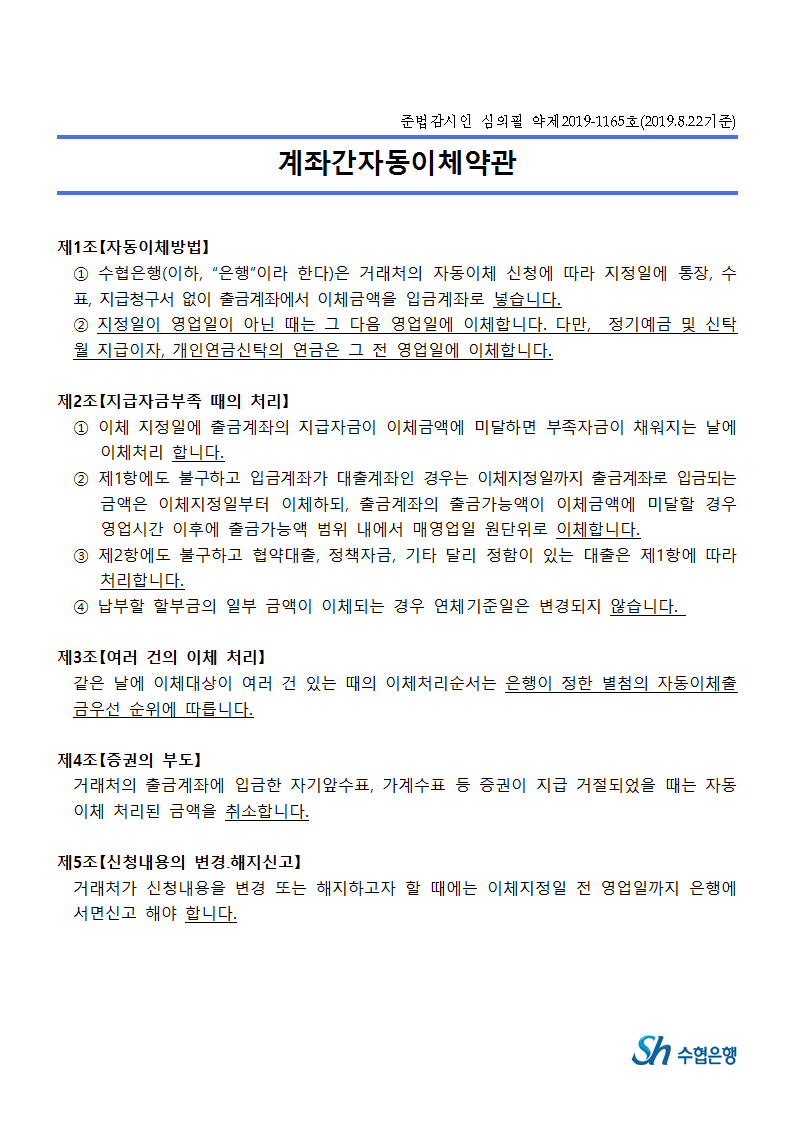 준법감시인 심의필 약제2019-1165호(2019.8.22기준)
계좌간자동이체약관
제1조【자동이체방법】
① 수협은행(이하, “은행”이라 한다)은 거래처의 자동이체 신청에 따라 지정일에 통장, 수
표, 지급청구서 없이 출금계좌에서 이체금액을 입금계좌로 넣습니다.
② 지정일이 영업일이 아닌 때는 그 다음 영업일에 이체합니다. 다만, 정기예금 및 신탁
월 지급이자, 개인연금신탁의 연금은 그 전 영업일에 이체합니다.
제2조【지급자금부족 때의 처리】
① 이체 지정일에 출금계좌의 지급자금이 이체금액에 미달하면 부족자금이 채워지는 날에
이체처리 합니다.
② 제1항에도 불구하고 입금계좌가 대출계좌인 경우는 이체지정일까지 출금계좌로 입금되는
금액은 이체지정일부터 이체하되, 출금계좌의 출금가능액이 이체금액에 미달할 경우
영업시간 이후에 출금가능액 범위 내에서 매영업일 원단위로 이체합니다.
③ 제2항에도 불구하고 협약대출, 정책자금, 기타 달리 정함이 있는 대출은 제1항에 따라
처리합니다.
④ 납부할 할부금의 일부 금액이 이체되는 경우 연체기준일은 변경되지 않습니다.
제3조【여러 건의 이체 처리】
같은 날에 이체대상이 여러 건 있는 때의 이체처리순서는 은행이 정한 별첨의 자동이체출
금우선 순위에 따릅니다.
제4조【증권의 부도】
거래처의 출금계좌에 입금한 자기앞수표, 가계수표 등 증권이 지급 거절되었을 때는 자동
이체 처리된 금액을 취소합니다.
제5조【신청내용의 변경.해지신고】
거래처가 신청내용을 변경 또는 해지하고자 할 때에는 이체지정일 전 영업일까지 은행에
서면신고 해야 합니다.
Sh 수협은행